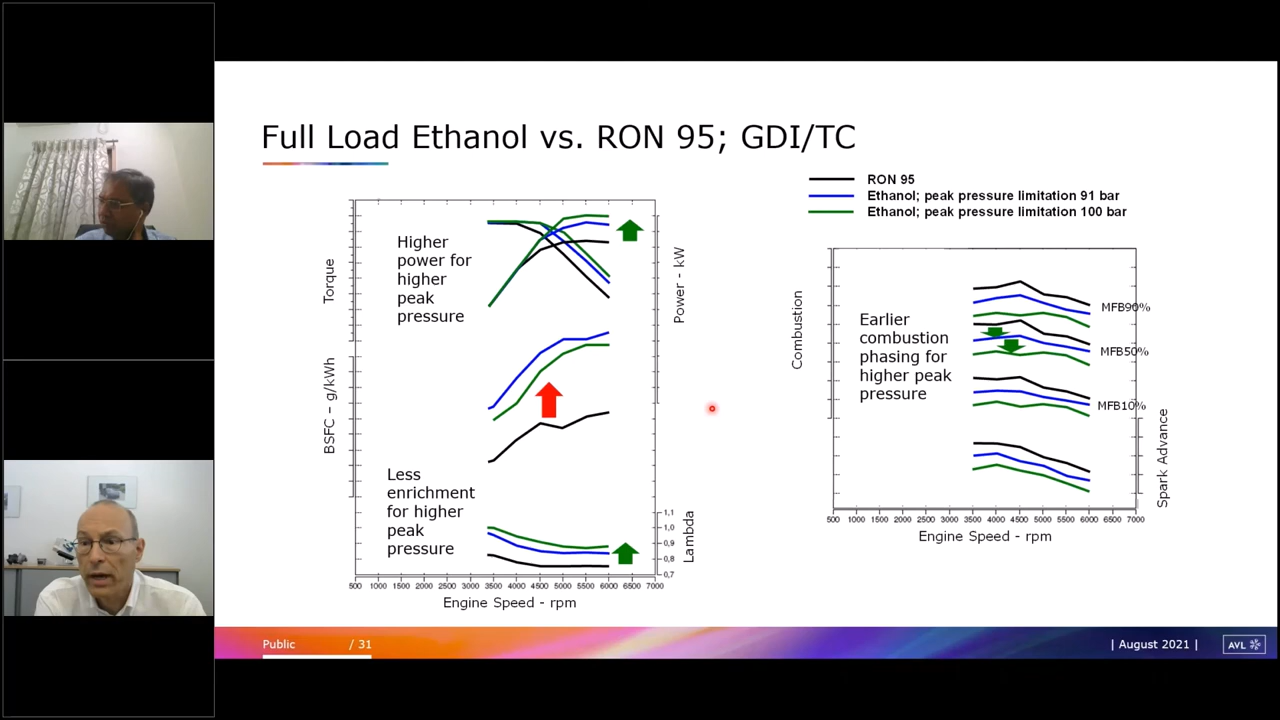 Full Load Ethanol vs. RON 95; GDI/TC
RON 95
Ethanol; peak pressure limitation 91 bar
Ethanol; peak pressure limitation 100 bar
Higher
power for
higher
peak
pressure
Torque
Power - kW
BSFC – g/kWh
Less
enrichment
for higher
peak
pressure
1,1
1,0
0,9
0,8
0,7
Lambda
500 1000 1500 2000 2500 3000 3500 4000 4500 5000 5500 6000 6500 7000
Engine Speed - rpm
Combustion
Earlier
combustion
phasing for
higher peak
pressure
MFB90%
MFB50%
MFB10%
Spark Advance
500 1000 1500 2000 2500 3000 3500 4000 4500 5000 5500 6000 6500 7000
Engine Speed - rpm
Public / 31 | August 2021 | AVL